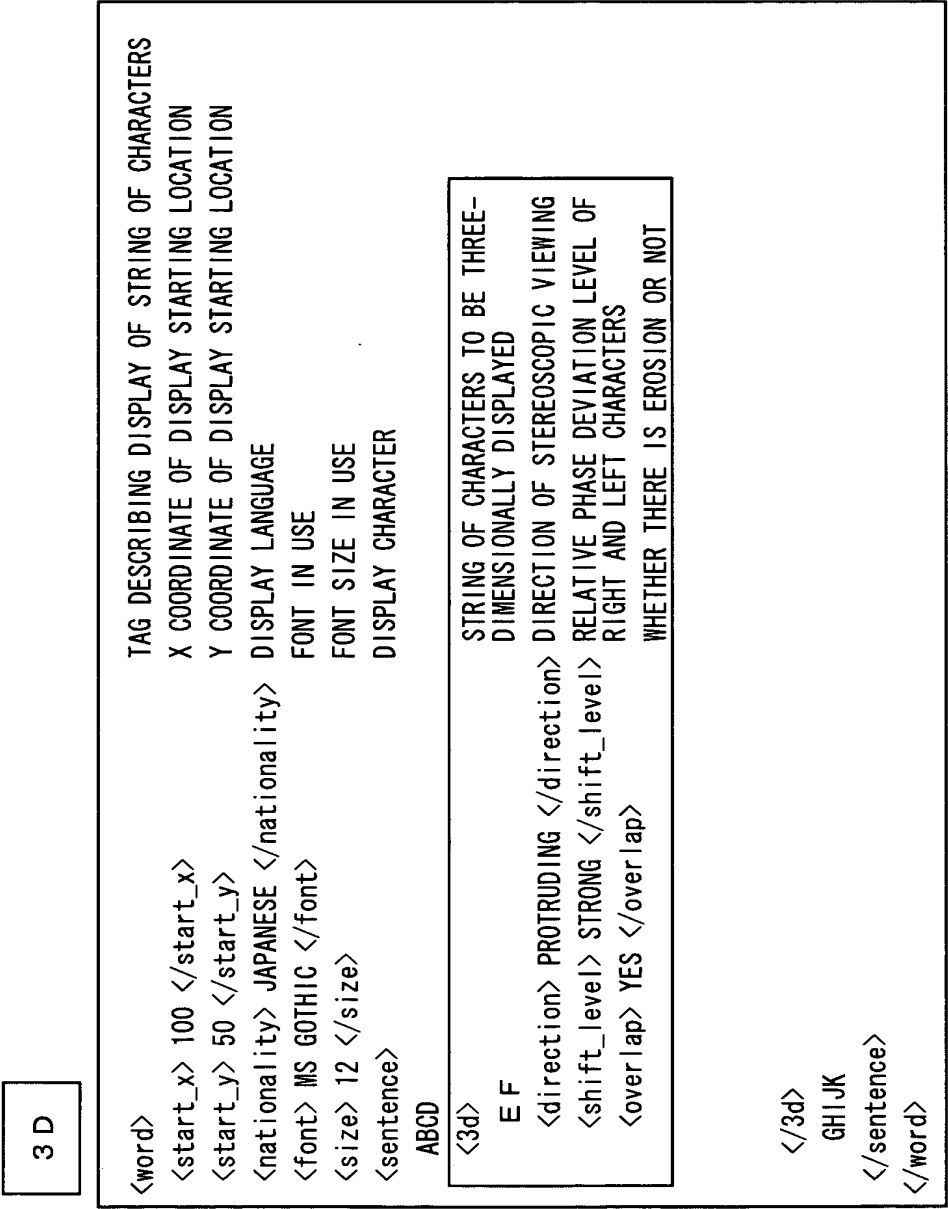 3D
<word> TAG DESCRIBING DISPLAY OF STRING OF CHARACTERS
<start_x> 100 </start_x> X COORDINATE OF DISPLAY STARTING LOCATION
<start_y> 50 </start_y> Y COORDINATE OF DISPLAY STARTING LOCATION
<nationality> JAPANESE </nationality> DISPLAY LANGUAGE
<font> MS GOTHIC </font> FONT IN USE
<size> 12 </size> FONT SIZE IN USE
<sentence> DISPLAY CHARACTER
ABCD
<3d> STRING OF CHARACTERS TO BE THREE-
EF DIMENSIONALLY DISPLAYED
<direction> PROTRUDING </direction> DIRECTION OF STEREOSCOPIC VIEWING
<shift_level> STRONG </shift_level> RELATIVE PHASE DEVIATION LEVEL OF
RIGHT AND LEFT CHARACTERS
<overlap> YES </overlap> WHETHER THERE IS EROSION OR NOT
</3d>
GHIJK
</sentence>
</word>